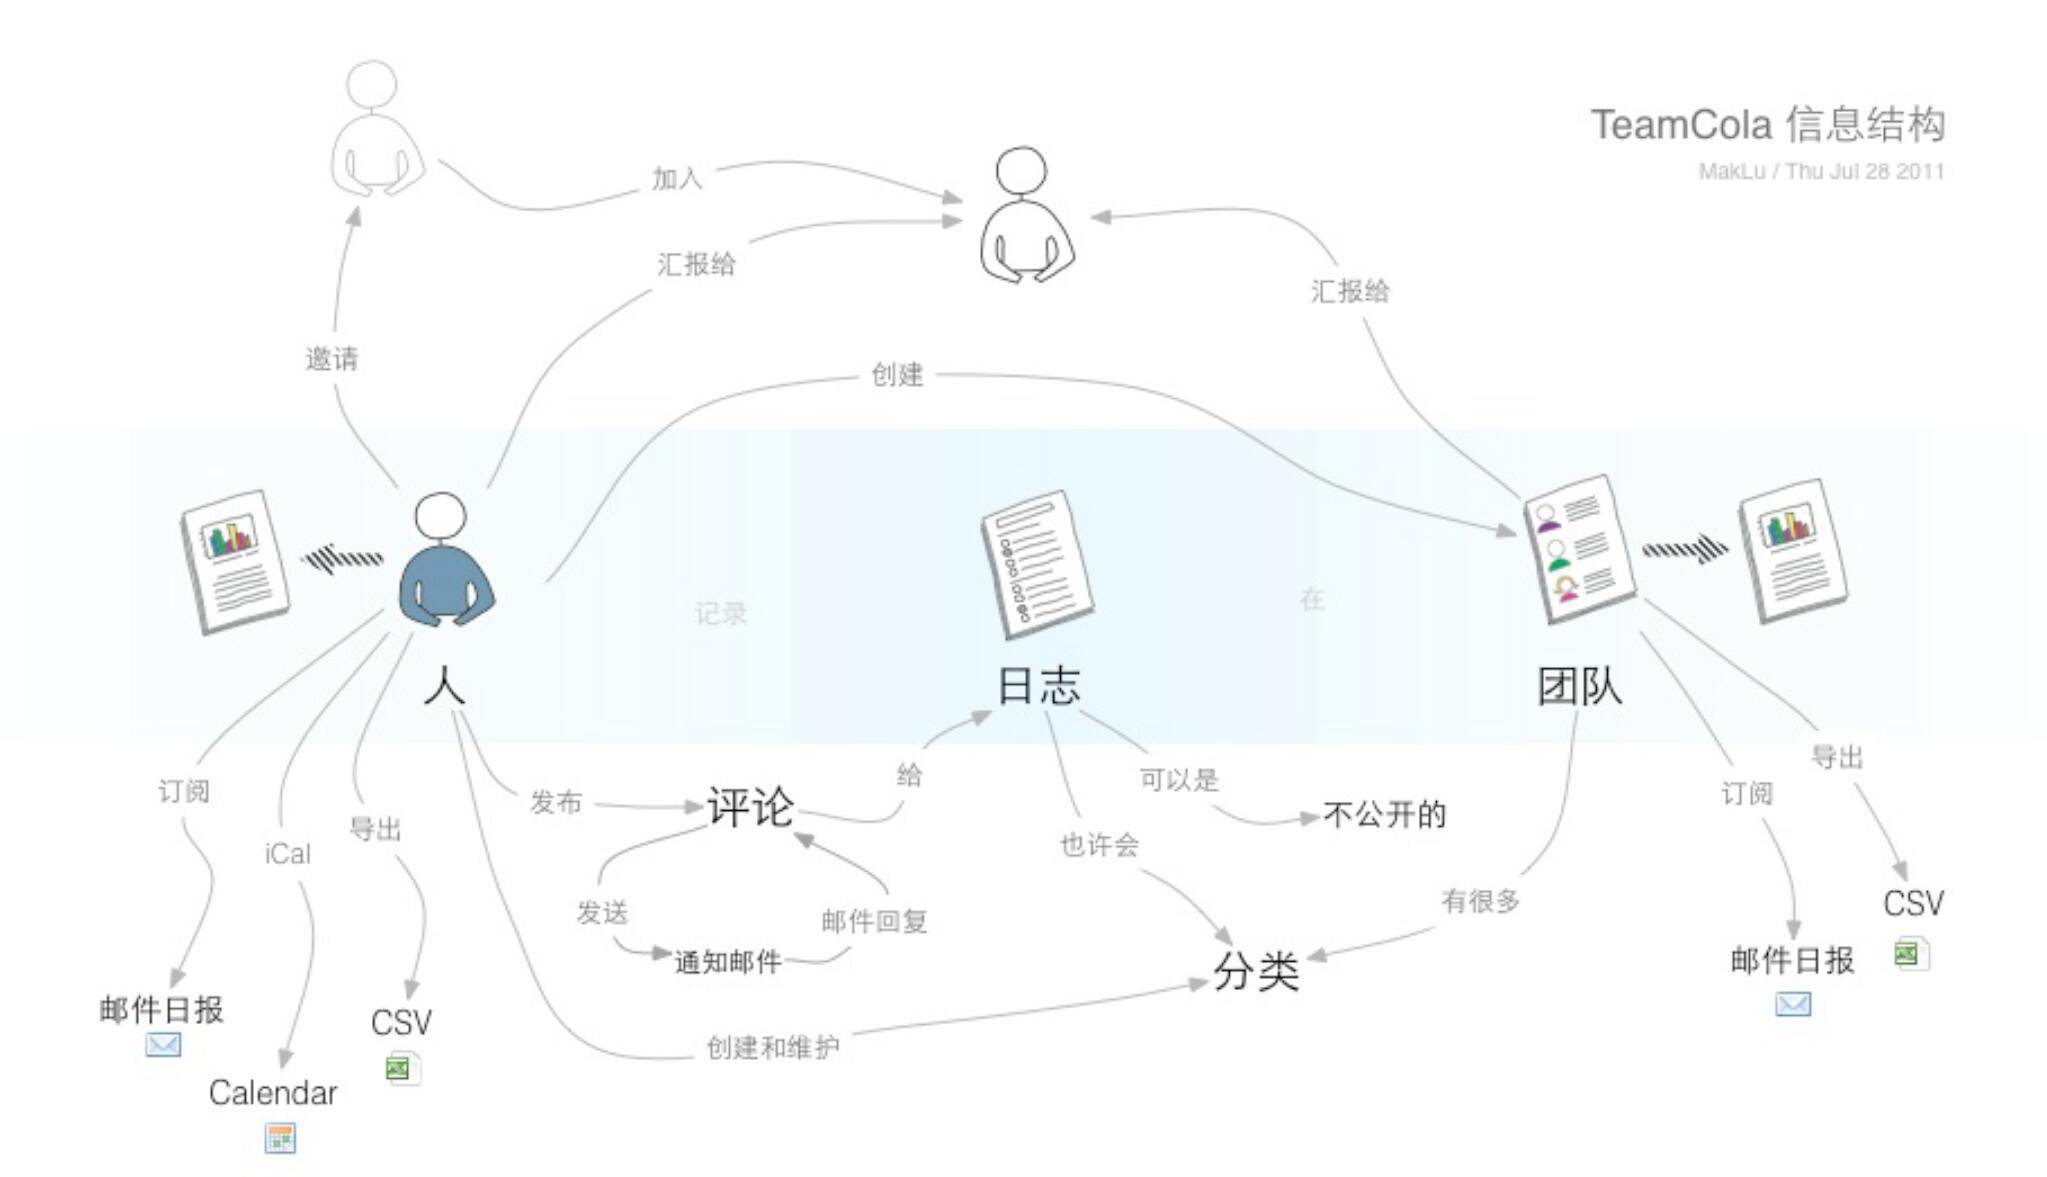 TeamCola 信息结构
MakLu / Thu Jul 28 2011
加入
汇报给
汇报给
邀请
创建
记录
在
人
日志
团队
订阅
iCal
导出
发布
评论
给
可以是
不公开的
也许会
订阅
导出
发送
邮件回复
通知邮件
有很多
分类
CSV
邮件日报
邮件日报
CSV
创建和维护
Calendar